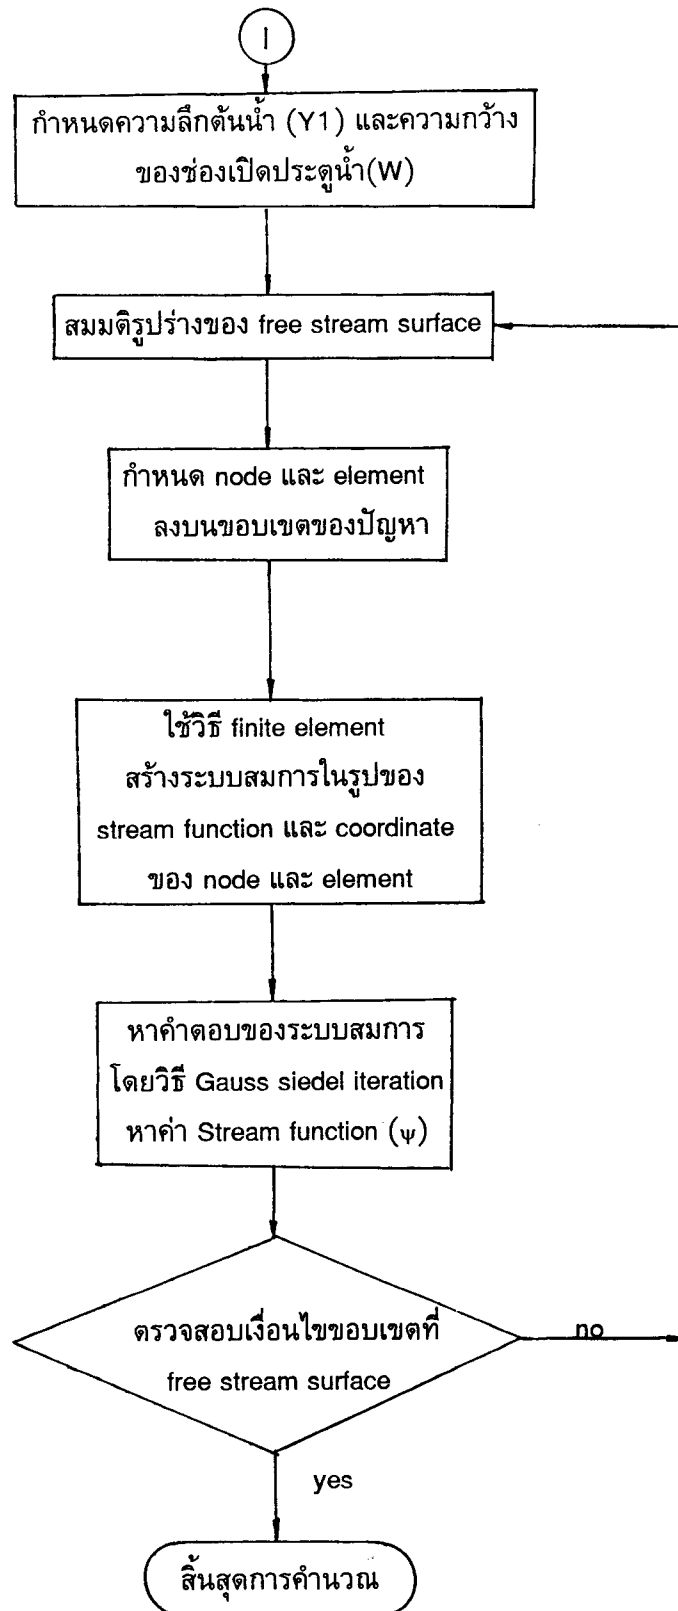 1
กำหนดความลึกต้นน้ำ (Y1) และความกว้าง
ของช่องเปิดประตูน้ำ(W)
สมมติรูปร่างของ free stream surface
กำหนด node และ element
ลงบนขอบเขตของปัญหา
ใช้วิธี finite element
สร้างระบบสมการในรูปของ
stream function และ coordinate
ของ node และ element
หาคำตอบของระบบสมการ
โดยวิธี Gauss siedel iteration
หาค่า Stream function (ψ)
ตรวจสอบเงื่อนไขขอบเขตที่
free stream surface
no
yes
สิ้นสุดการคำนวณ